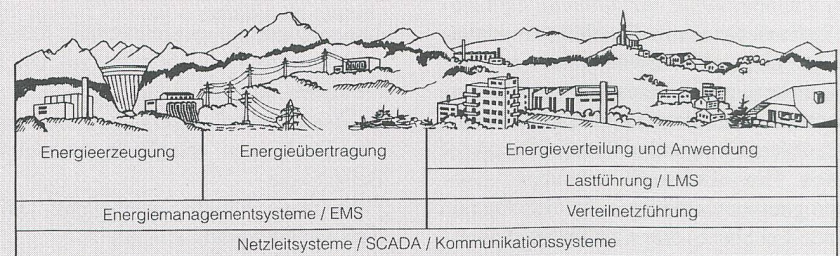 Energieerzeugung
Energieübertragung
Energieverteilung und Anwendung
Lastführung / LMS
Energiemanagementsysteme / EMS
Verteilnetzführung
Netzleitsysteme / SCADA / Kommunikationssysteme